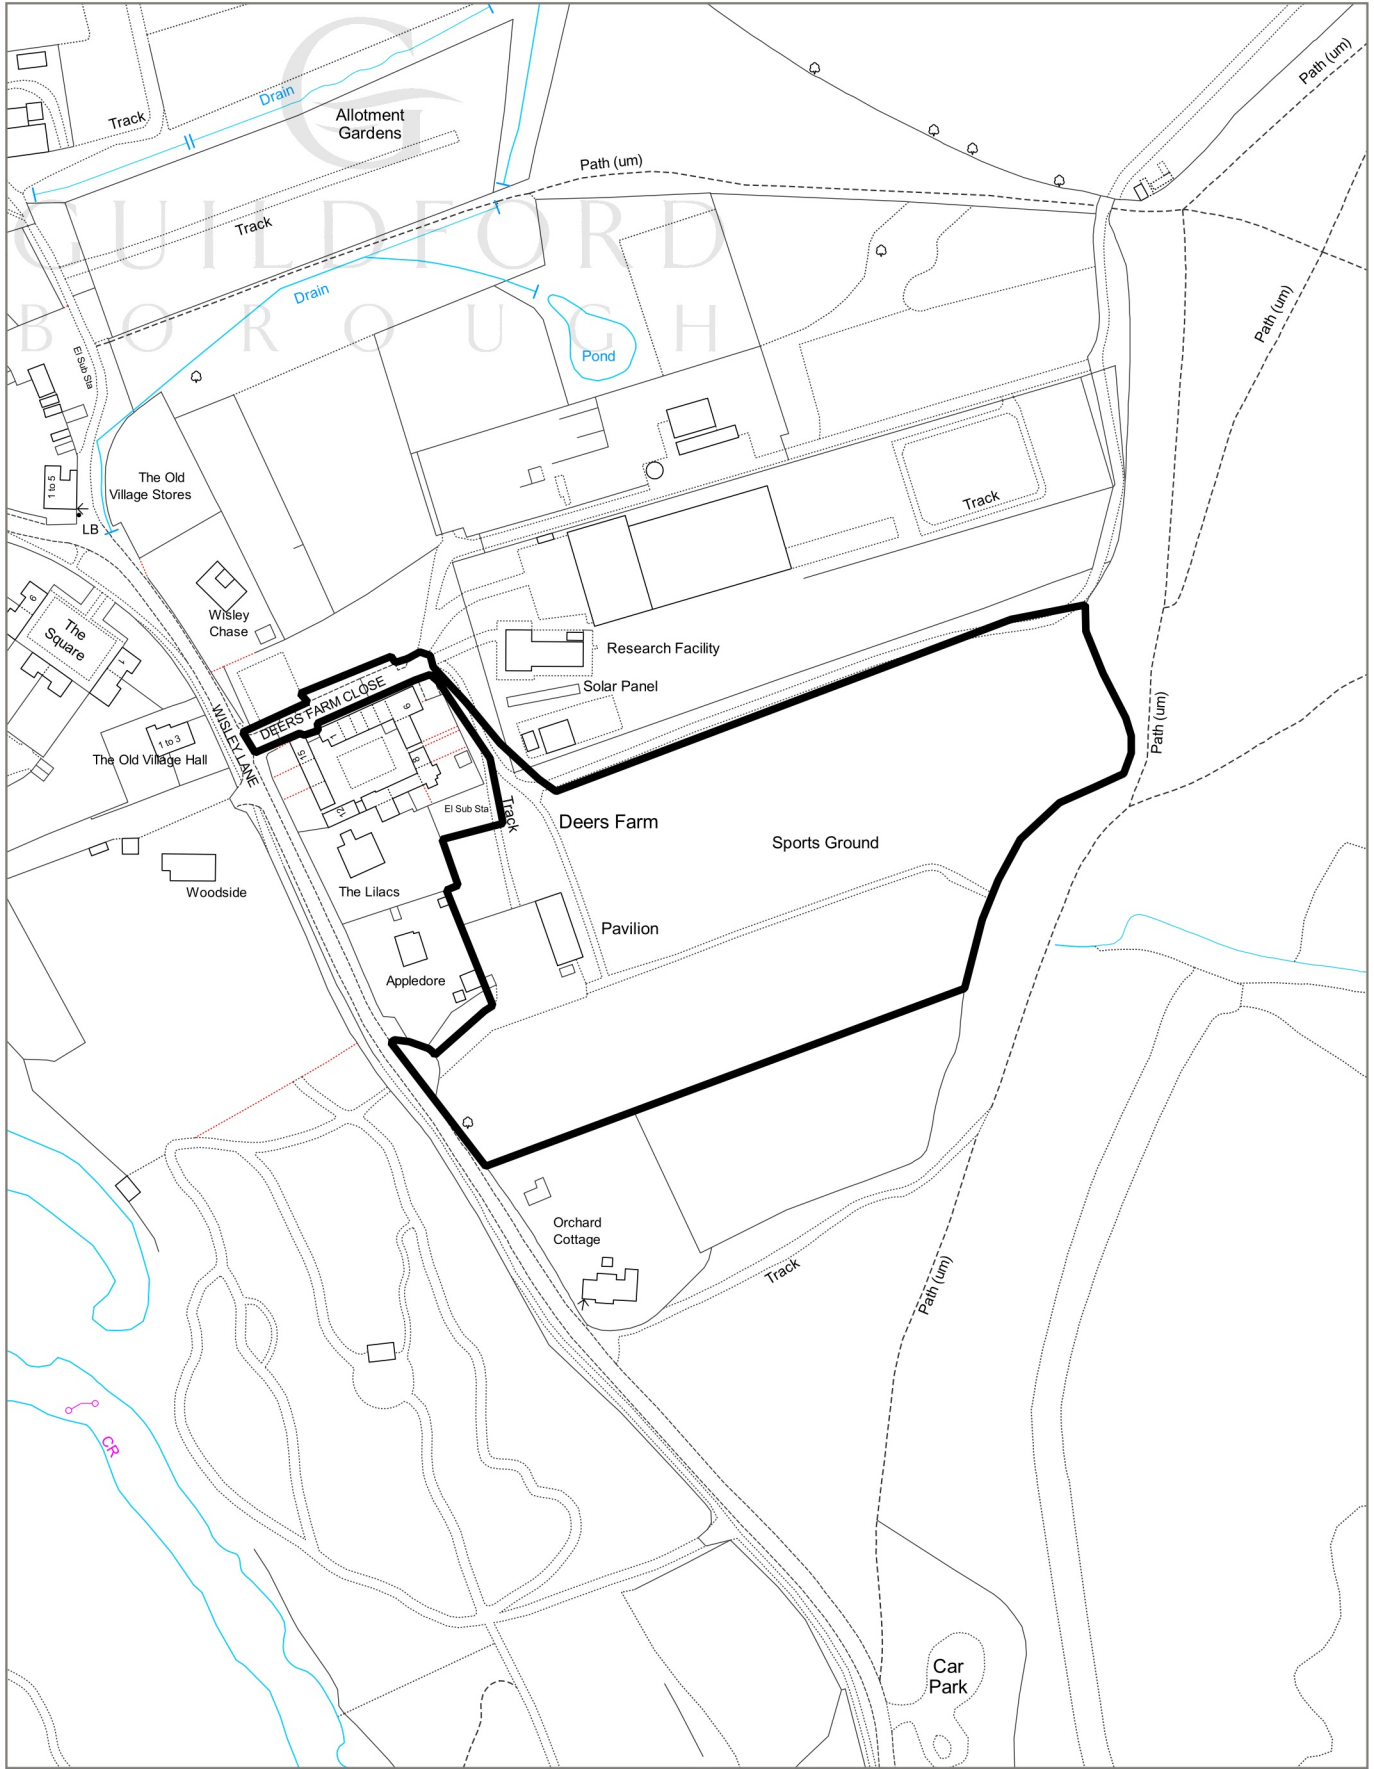 Path (um)
Drain
Allotment
Gardens
Track
Path (um)
GUILDFORD
Track
Drain
BOROUGH
Path (um)
El Sub Sta
Pond
The Old
Village Stores
1 to 5
LB
Track
Wisley
Chase
9
The
Square
1
Research Facility
Solar Panel
DEERS FARM CLOSE
WISLEY LANE
1 to 3
The Old Village Hall
1
9
15
8
12
El Sub Sta
Track
Deers Farm
Sports Ground
Path (um)
The Lilacs
Woodside
Pavilion
Appledore
Orchard
Cottage
Track
Path (um)
CR
Car
Park